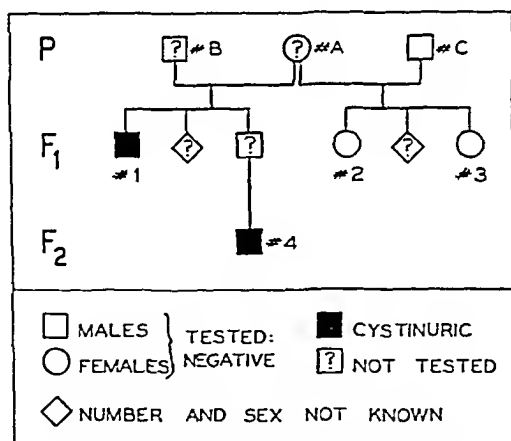 P ? #B ? #A #C
F1 ? ? ?
#1 #2 #3
F2 #4
MALES TESTED: CYSTINURIC
FEMALES NEGATIVE ? NOT TESTED
NUMBER AND SEX NOT KNOWN